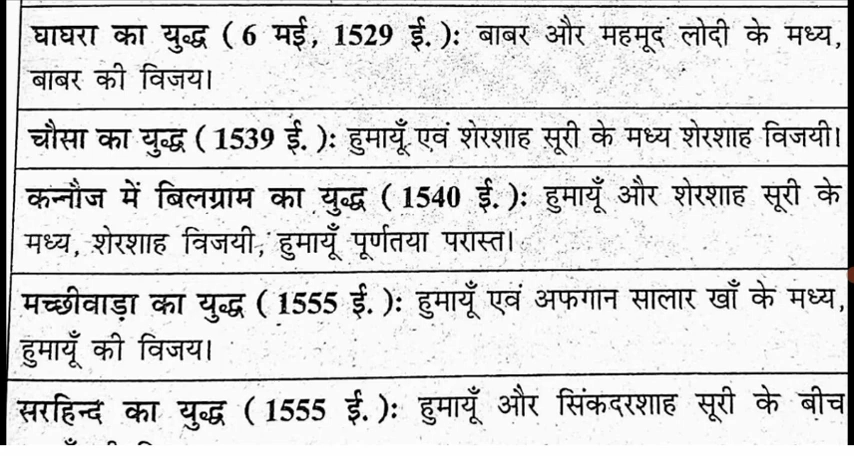 घाघरा का युद्ध ( 6 मई, 1529 ई. ): बाबर और महमूद लोदी के मध्य,
बाबर की विजय।
चौसा का युद्ध ( 1539 ई. ): हुमायूँ एवं शेरशाह सूरी के मध्य शेरशाह विजयी।
कन्नौज में बिलग्राम का युद्ध ( 1540 ई. ): हुमायूँ और शेरशाह सूरी के
मध्य, शेरशाह विजयी, हुमायूँ पूर्णतया परास्त।
मच्छीवाड़ा का युद्ध ( 1555 ई. ): हुमायूँ एवं अफगान सालार खाँ के मध्य,
हुमायूँ की विजय।
सरहिन्द का युद्ध ( 1555 ई. ): हुमायूँ और सिंकदरशाह सूरी के बीच